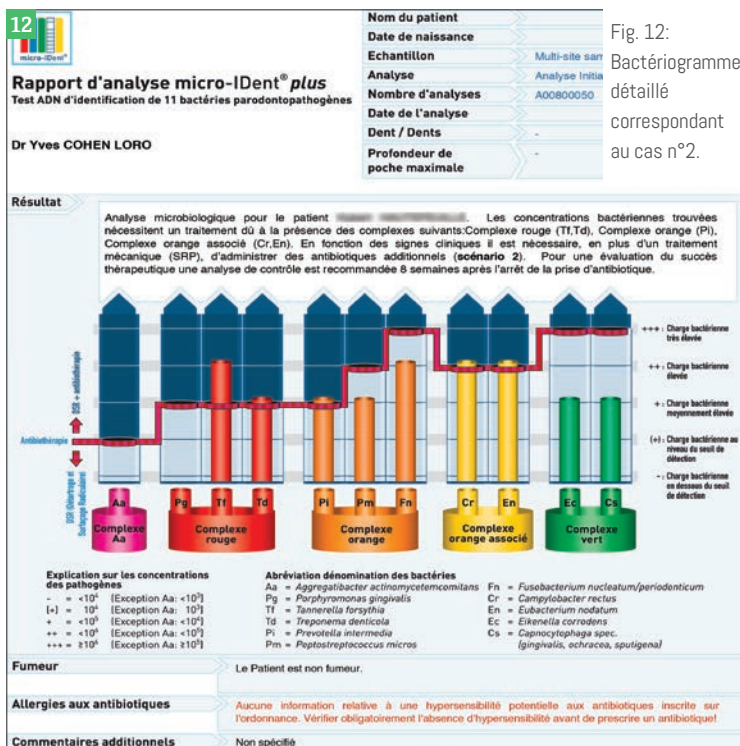 12
micro-IDent®
Rapport d'analyse micro-IDent® plus
Test ADN d'identification de 11 bactéries parodontopathogènes
Dr Yves COHEN LORO
Nom du patient
Date de naissance
Echantillon Multi-site sam
Analyse Analyse Initia
Nombre d'analyses A00800050
Date de l'analyse
Dent / Dents -
Profondeur de -
poche maximale
Fig. 12:
Bactériogramme
détaillé
correspondant
au cas n°2.
Résultat
Analyse microbiologique pour le patient . Les concentrations bactériennes trouvées
nécessitent un traitement dû à la présence des complexes suivants:Complexe rouge (Tf,Td), Complexe orange (Pi),
Complexe orange associé (Cr,En). En fonction des signes cliniques il est nécessaire, en plus d'un traitement
mécanique (SRP), d'administrer des antibiotiques additionnels (scénario 2). Pour une évaluation du succès
thérapeutique une analyse de contrôle est recommandée 8 semaines après l'arrêt de la prise d'antibiotique.
DSR + antibiothérapie
Antibiothérapie
DSR (Détartrage et
Surfaçage Radiculaire)
+++ : Charge bactérienne
très élevée
++ : Charge bactérienne
élevée
+ : Charge bactérienne
moyennement élevée
(+) : Charge bactérienne au
niveau du seuil de
détection
- : Charge bactérienne
en dessous du seuil
de détection
Aa Pg Tf Td Pi Pm Fn Cr En Ec Cs
Complexe Aa
Complexe rouge
Complexe orange
Complexe orange associé
Complexe vert
Explication sur les concentrations
des pathogènes
- = <10⁴ (Exception Aa: <10³)
(+) = 10⁴ (Exception Aa: 10³)
+ = <10⁵ (Exception Aa: <10⁴)
++ = <10⁶ (Exception Aa: <10⁵)
+++ = ≥10⁶ (Exception Aa: ≥10⁵)
Abréviation dénomination des bactéries
Aa = Aggregatibacter actinomycetemcomitans
Pg = Porphyromonas gingivalis
Tf = Tannerella forsythia
Td = Treponema denticola
Pi = Prevotella intermedia
Pm = Peptostreptococcus micros
Fn = Fusobacterium nucleatum/periodonticum
Cr = Campylobacter rectus
En = Eubacterium nodatum
Ec = Eikenella corrodens
Cs = Capnocytophaga spec.
(gingivalis, ochracea, sputigena)
Fumeur Le Patient est non fumeur.
Allergies aux antibiotiques Aucune information relative à une hypersensibilité potentielle aux antibiotiques inscrite sur
l'ordonnance. Vérifier obligatoirement l'absence d'hypersensibilité avant de prescrire un antibiotique!
Commentaires additionnels Non spécifié